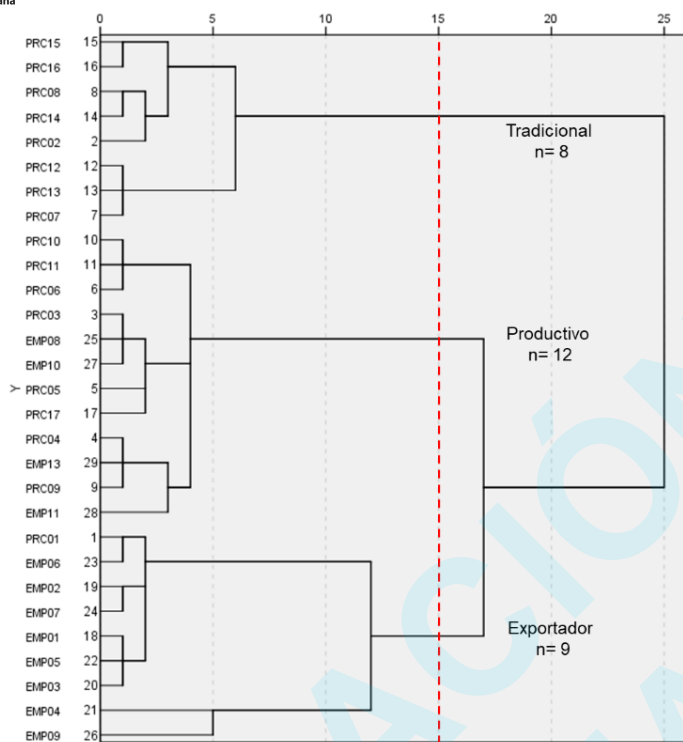 0 5 10 15 20 25
PRC15 15
PRC16 16
PRC08 8
PRC14 14
Tradicional
n= 8
PRC02 2
PRC12 12
PRC13 13
PRC07 7
PRC10 10
PRC11 11
PRC06 6
PRC03 3
EMP08 25
Productivo
n= 12
EMP10 27
Y
PRC05 5
PRC17 17
PRC04 4
EMP13 29
PRC09 9
EMP11 28
PRC01 1
EMP06 23
EMP02 19
EMP07 24
EMP01 18
Exportador
n= 9
EMP05 22
EMP03 20
EMP04 21
EMP09 26
ACIÓN